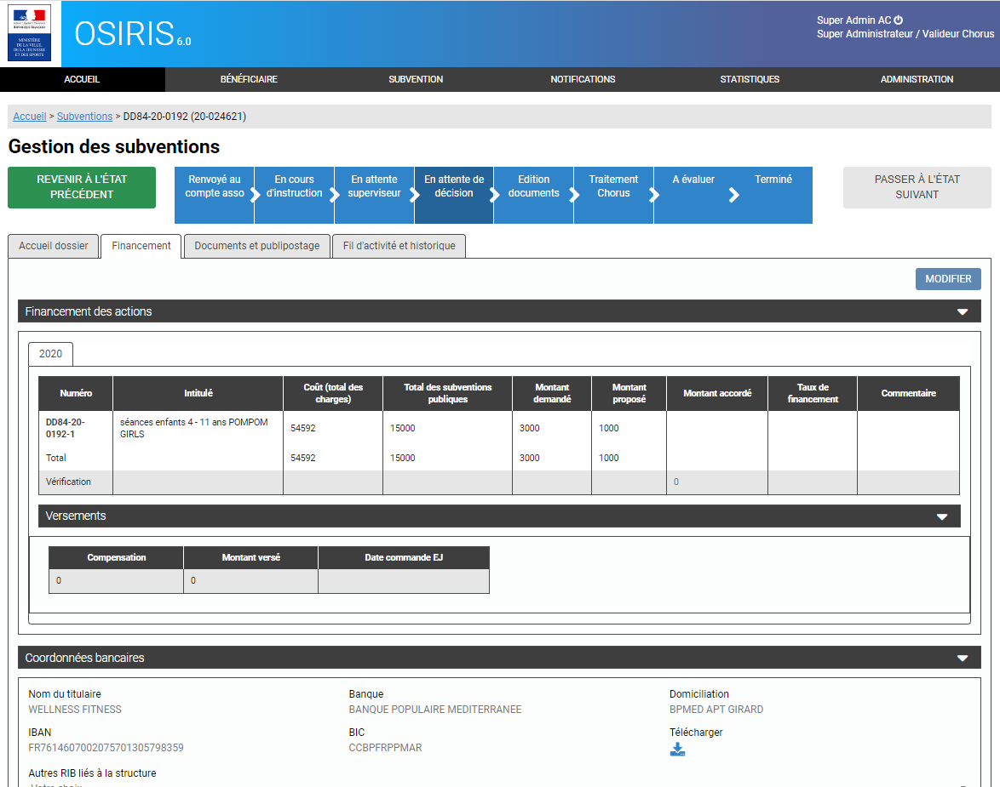 MINISTÈRE
DE LA VILLE,
DE LA JEUNESSE
ET DES SPORTS
OSIRIS 6.0
Super Admin AC
Super Administrateur / Valideur Chorus
ACCUEIL BÉNÉFICIAIRE SUBVENTION NOTIFICATIONS STATISTIQUES ADMINISTRATION
Accueil > Subventions > DD84-20-0192 (20-024621)
Gestion des subventions
REVENIR À L'ÉTAT
PRÉCÉDENT
Renvoyé au
compte asso
En cours
d'instruction
En attente
superviseur
En attente de
décision
Edition
documents
Traitement
Chorus
A évaluer
Terminé
PASSER À L'ÉTAT
SUIVANT
Accueil dossier Financement Documents et publipostage Fil d'activité et historique
MODIFIER
Financement des actions
2020
Numéro Intitulé Coût (total des charges) Total des subventions publiques Montant demandé Montant proposé Montant accordé Taux de financement Commentaire
DD84-20-0192-1 séances enfants 4 - 11 ans POMPOM GIRLS 54592 15000 3000 1000
Total 54592 15000 3000 1000
Vérification 0
Versements
Compensation Montant versé Date commande EJ
0 0
Coordonnées bancaires
Nom du titulaire Banque Domiciliation
WELLNESS FITNESS BANQUE POPULAIRE MEDITERRANEE BPMED APT GIRARD
IBAN BIC Télécharger
FR7614607002075701305798359 CCBPFRPPMAR
Autres RIB liés à la structure